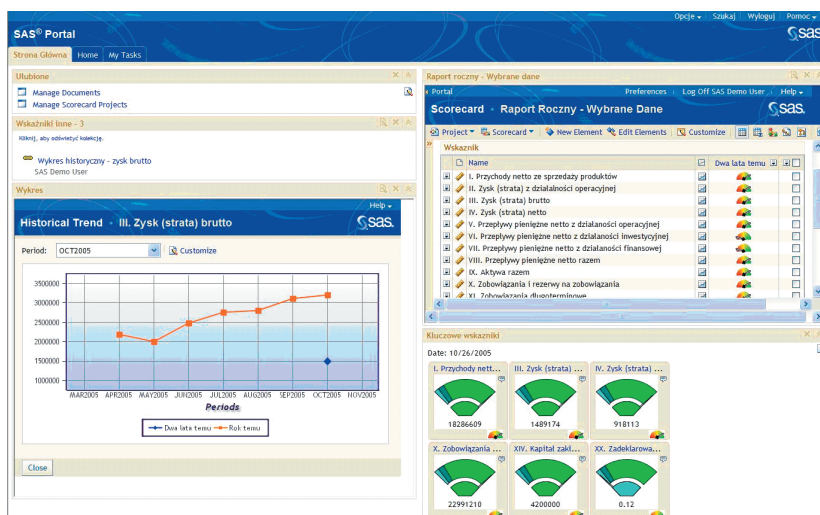 Opcje Szukaj Wyloguj Pomoc
SAS® Portal
sas
Strona Główna Home My Tasks
Ulubione
Manage Documents
Manage Scorecard Projects
Wskaźniki inne - 3
Kliknij, aby odświeżyć kolekcję.
Wykres historyczny - zysk brutto
SAS Demo User
Wykres
Help
Historical Trend - III. Zysk (strata) brutto
sas.
Period: OCT2005 Customize
3500000
3000000
2500000
2000000
1500000
1000000
MAR2005 APR2005 MAY2005 JUN2005 JUL2005 AUG2005 SEP2005 OCT2005 NOV2005
Periods
Dwa lata temu Rok temu
Close
Raport roczny - Wybrane dane
Portal Preferences Log Off SAS Demo User Help
Scorecard - Raport Roczny - Wybrane Dane
sas.
Project Scorecard New Element Edit Elements Customize
Wskaznik
Name Dwa lata temu
I. Przychody netto ze sprzedaży produktów
II. Zysk (strata) z działalności operacyjnej
III. Zysk (strata) brutto
IV. Zysk (strata) netto
V. Przepływy pieniężne netto z działaności operacyjnej
VI. Przepływy pieniężne netto z działaności inwestycyjnej
VII. Przepływy pieniężne netto z działaności finansowej
VIII. Przepływy pieniężne netto razem
IX. Aktywa razem
X. Zobowiązania i rezerwy na zobowiązania
XI. Zobowiązania długoterminowe
Kluczowe wskazniki
Date: 10/26/2005
I. Przychody nett... III. Zysk (strata) ... IV. Zysk (strata) ...
18286609 1489174 918113
X. Zobowiązania ... XIV. Kapitał zakł... XX. Zadeklarowa...
22991210 4200000 0.12